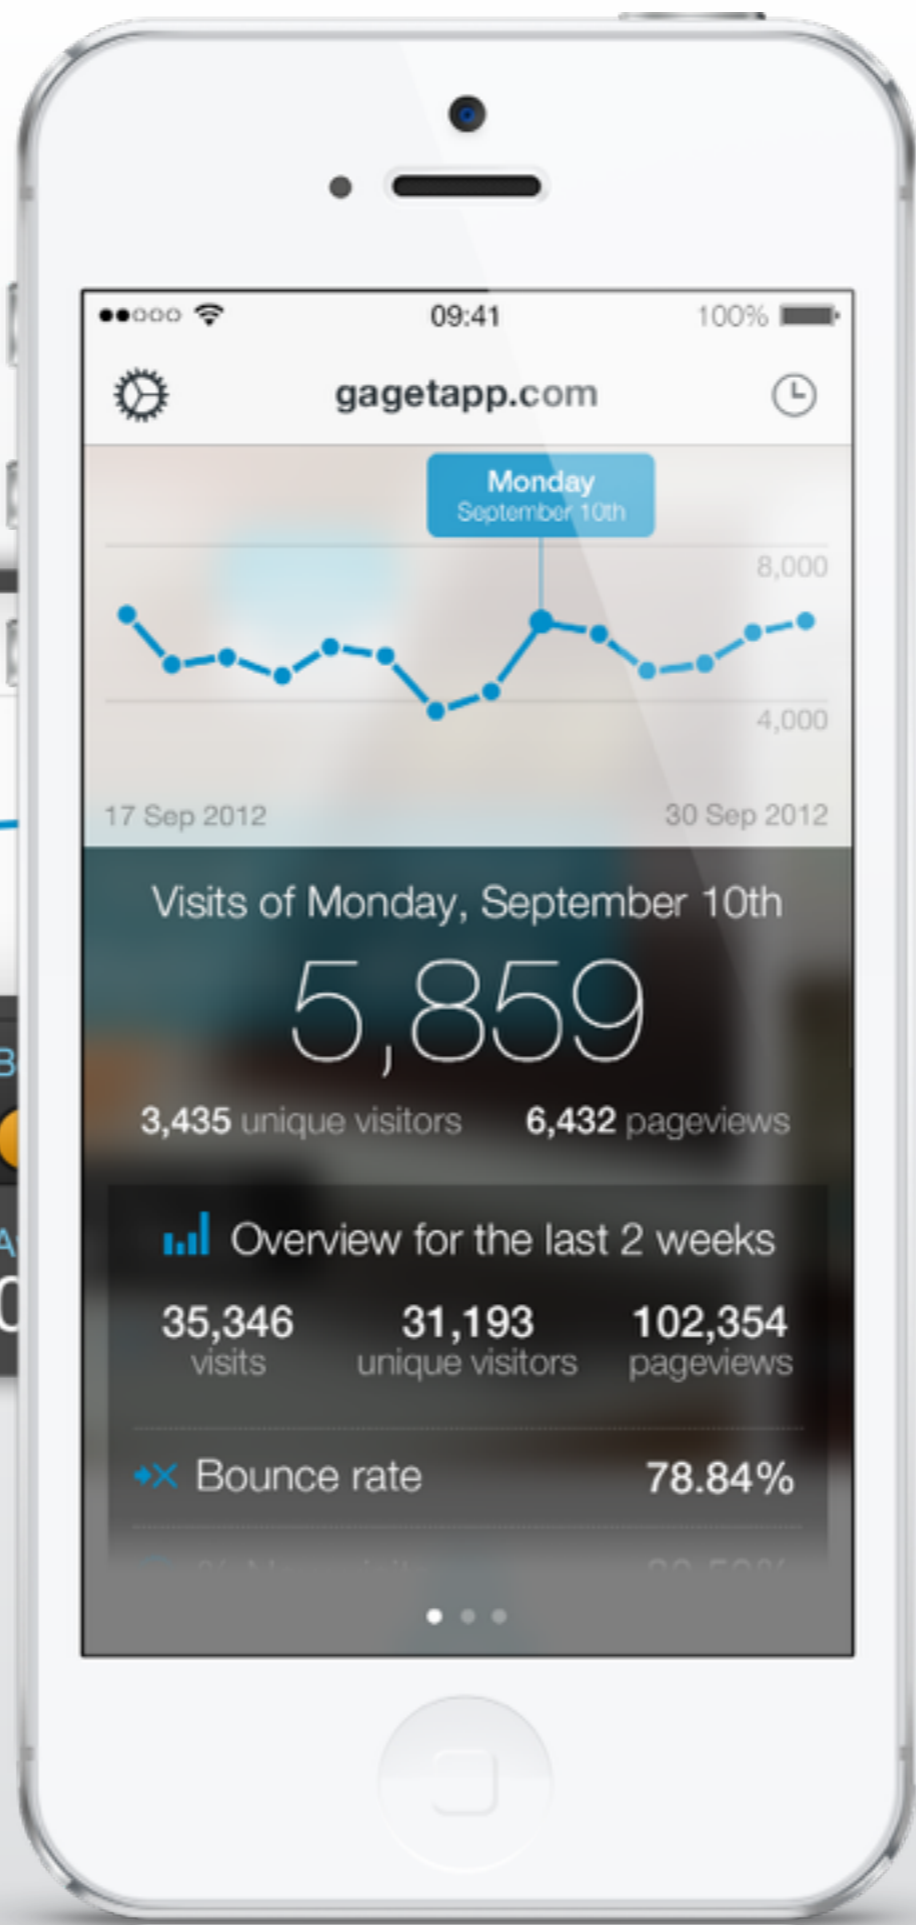 09:41
100%
gagetapp.com
Monday
September 10th
8,000
4,000
17 Sep 2012
30 Sep 2012
Visits of Monday, September 10th
5,859
3,435 unique visitors
6,432 pageviews
Overview for the last 2 weeks
35,346 31,193 102,354
visits unique visitors pageviews
Bounce rate 78.84%